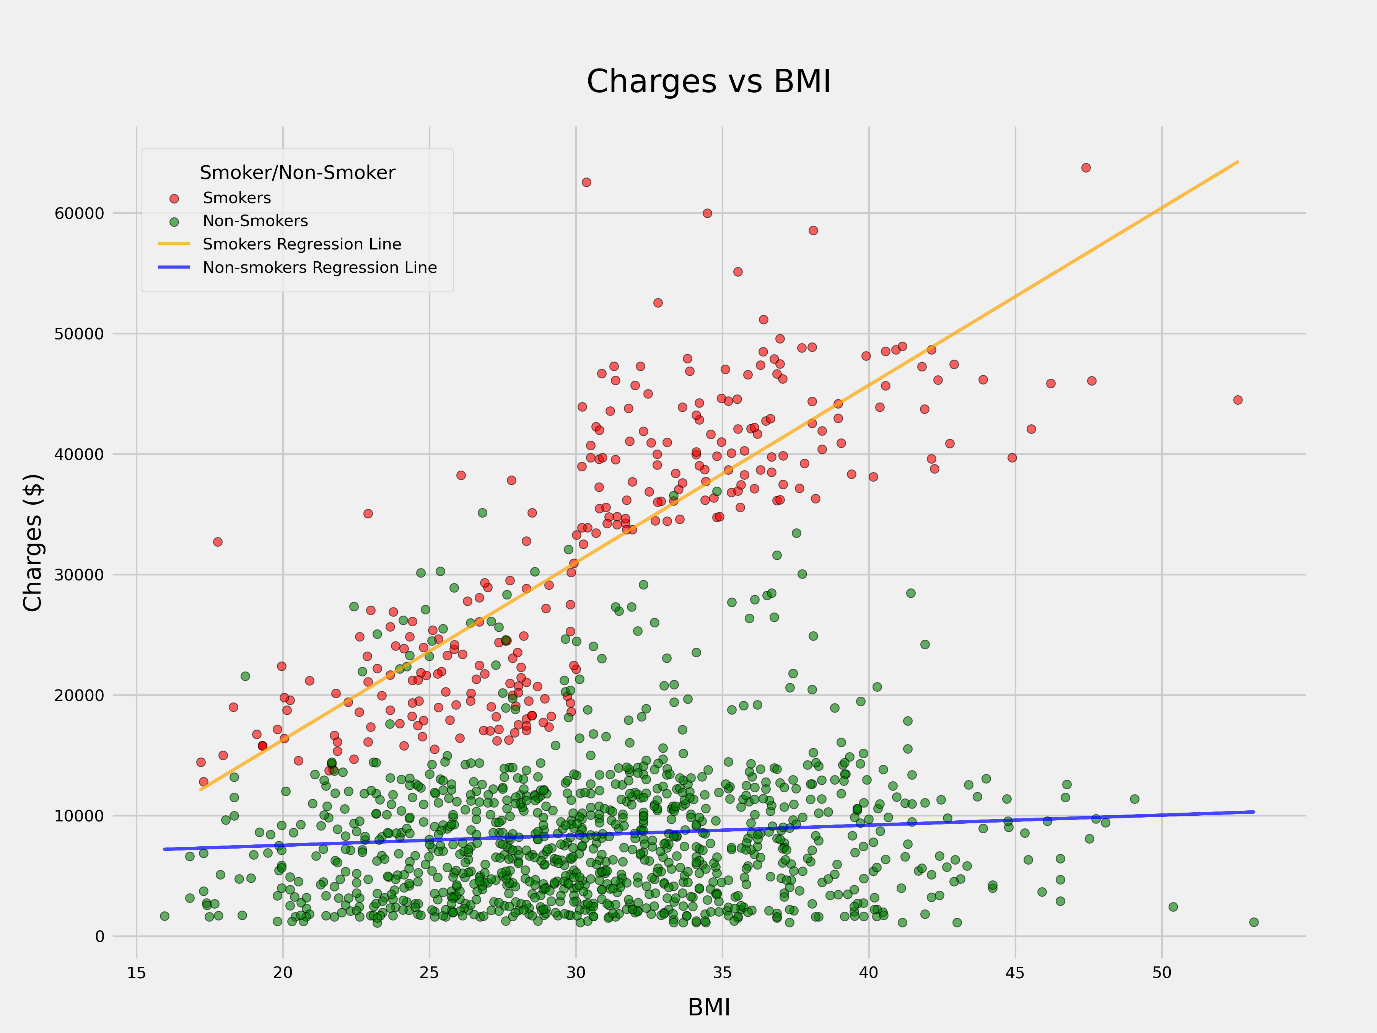 Charges vs BMI
Smoker/Non-Smoker
Smokers
Non-Smokers
Smokers Regression Line
Non-smokers Regression Line
60000
50000
40000
30000
20000
10000
0
Charges ($)
15 20 25 30 35 40 45 50
BMI